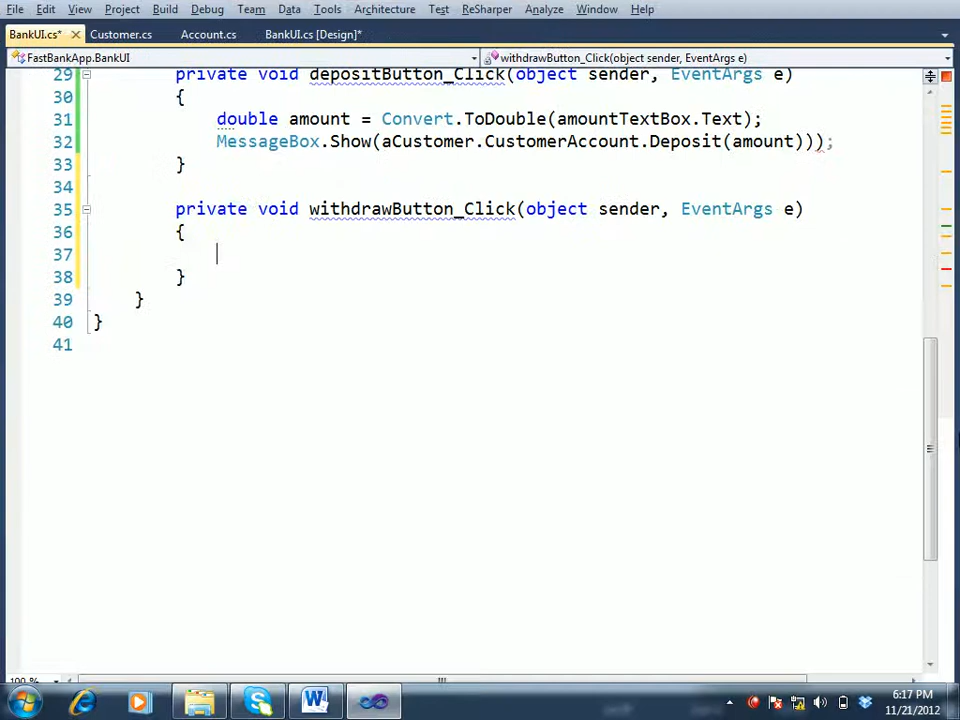 File Edit View Project Build Debug Team Data Tools Architecture Test ReSharper Analyze Window Help
BankUI.cs* Customer.cs Account.cs BankUI.cs [Design]*
FastBankApp.BankUI withdrawButton_Click(object sender, EventArgs e)
29 private void depositButton_Click(object sender, EventArgs e)
30 {
31 double amount = Convert.ToDouble(amountTextBox.Text);
32 MessageBox.Show(aCustomer.CustomerAccount.Deposit(amount)));
33 }
34
35 private void withdrawButton_Click(object sender, EventArgs e)
36 {
37
38 }
39 }
40 }
41
100 %
6:17 PM
11/21/2012